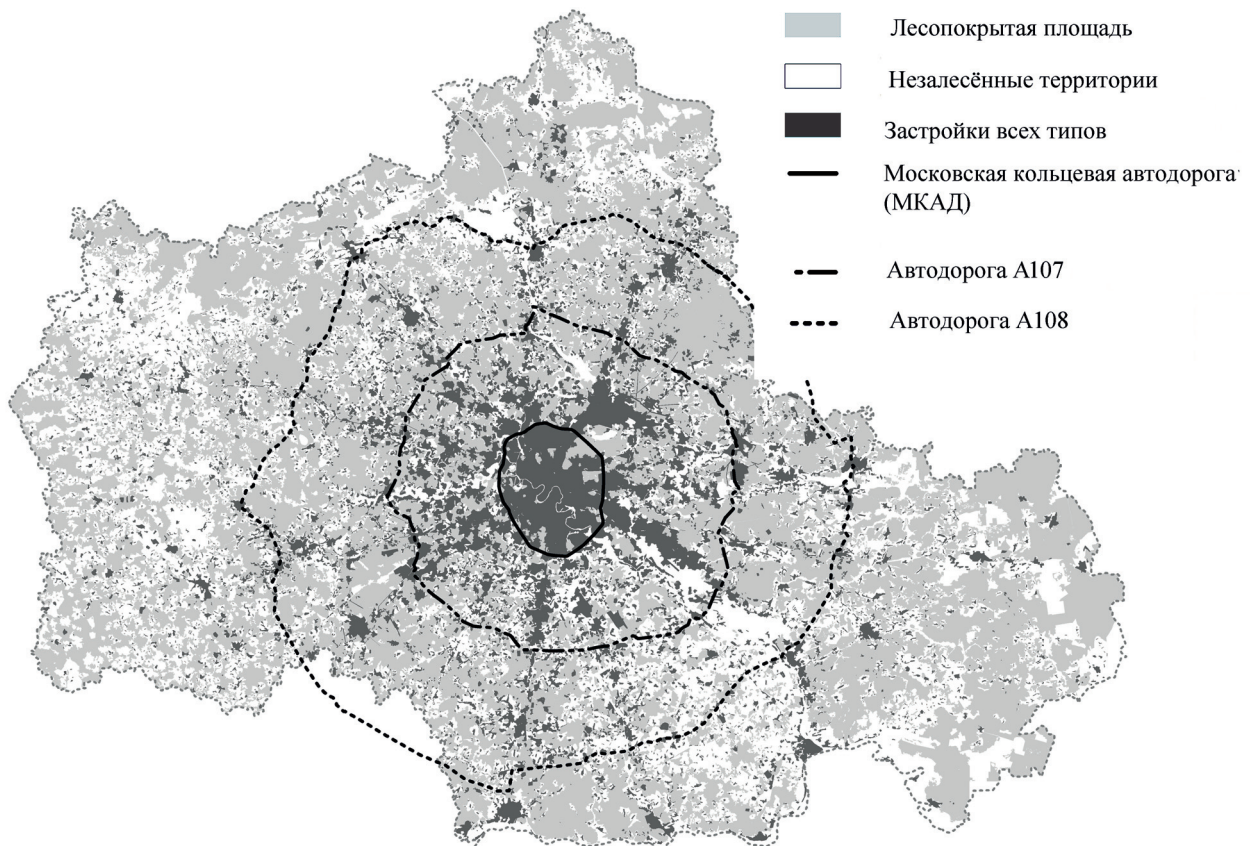 Лесопокрытая площадь
Незалесённые территории
Застройки всех типов
Московская кольцевая автодорога
(МКАД)
Автодорога А107
Автодорога А108